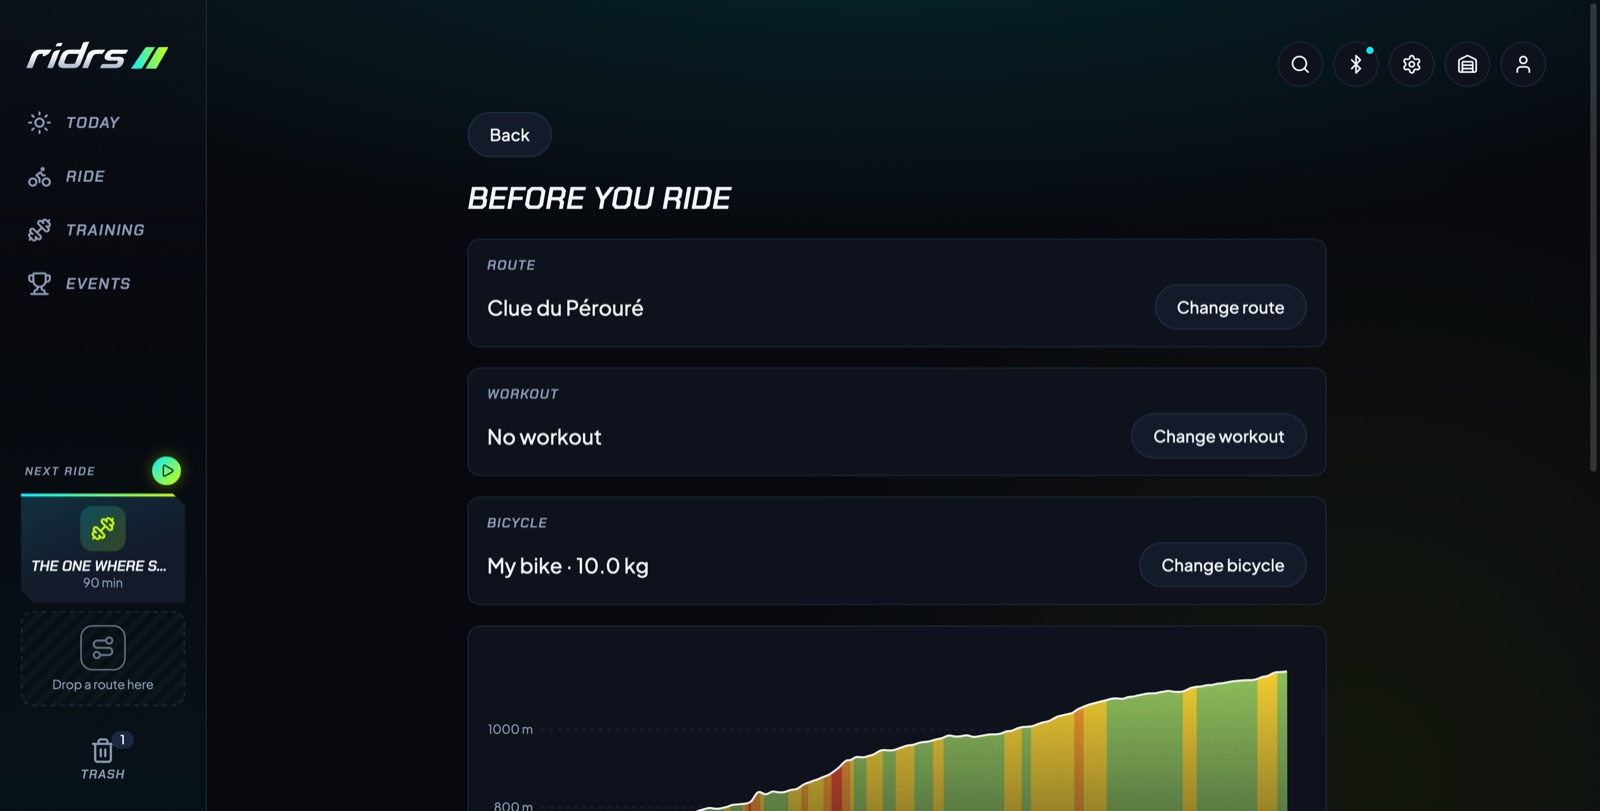 ridrs
TODAY
RIDE
TRAINING
EVENTS
NEXT RIDE
THE ONE WHERE S...
90 min
Drop a route here
1
TRASH
Back
BEFORE YOU RIDE
ROUTE
Clue du Pérouré
Change route
WORKOUT
No workout
Change workout
BICYCLE
My bike · 10.0 kg
Change bicycle
1000 m
800 m